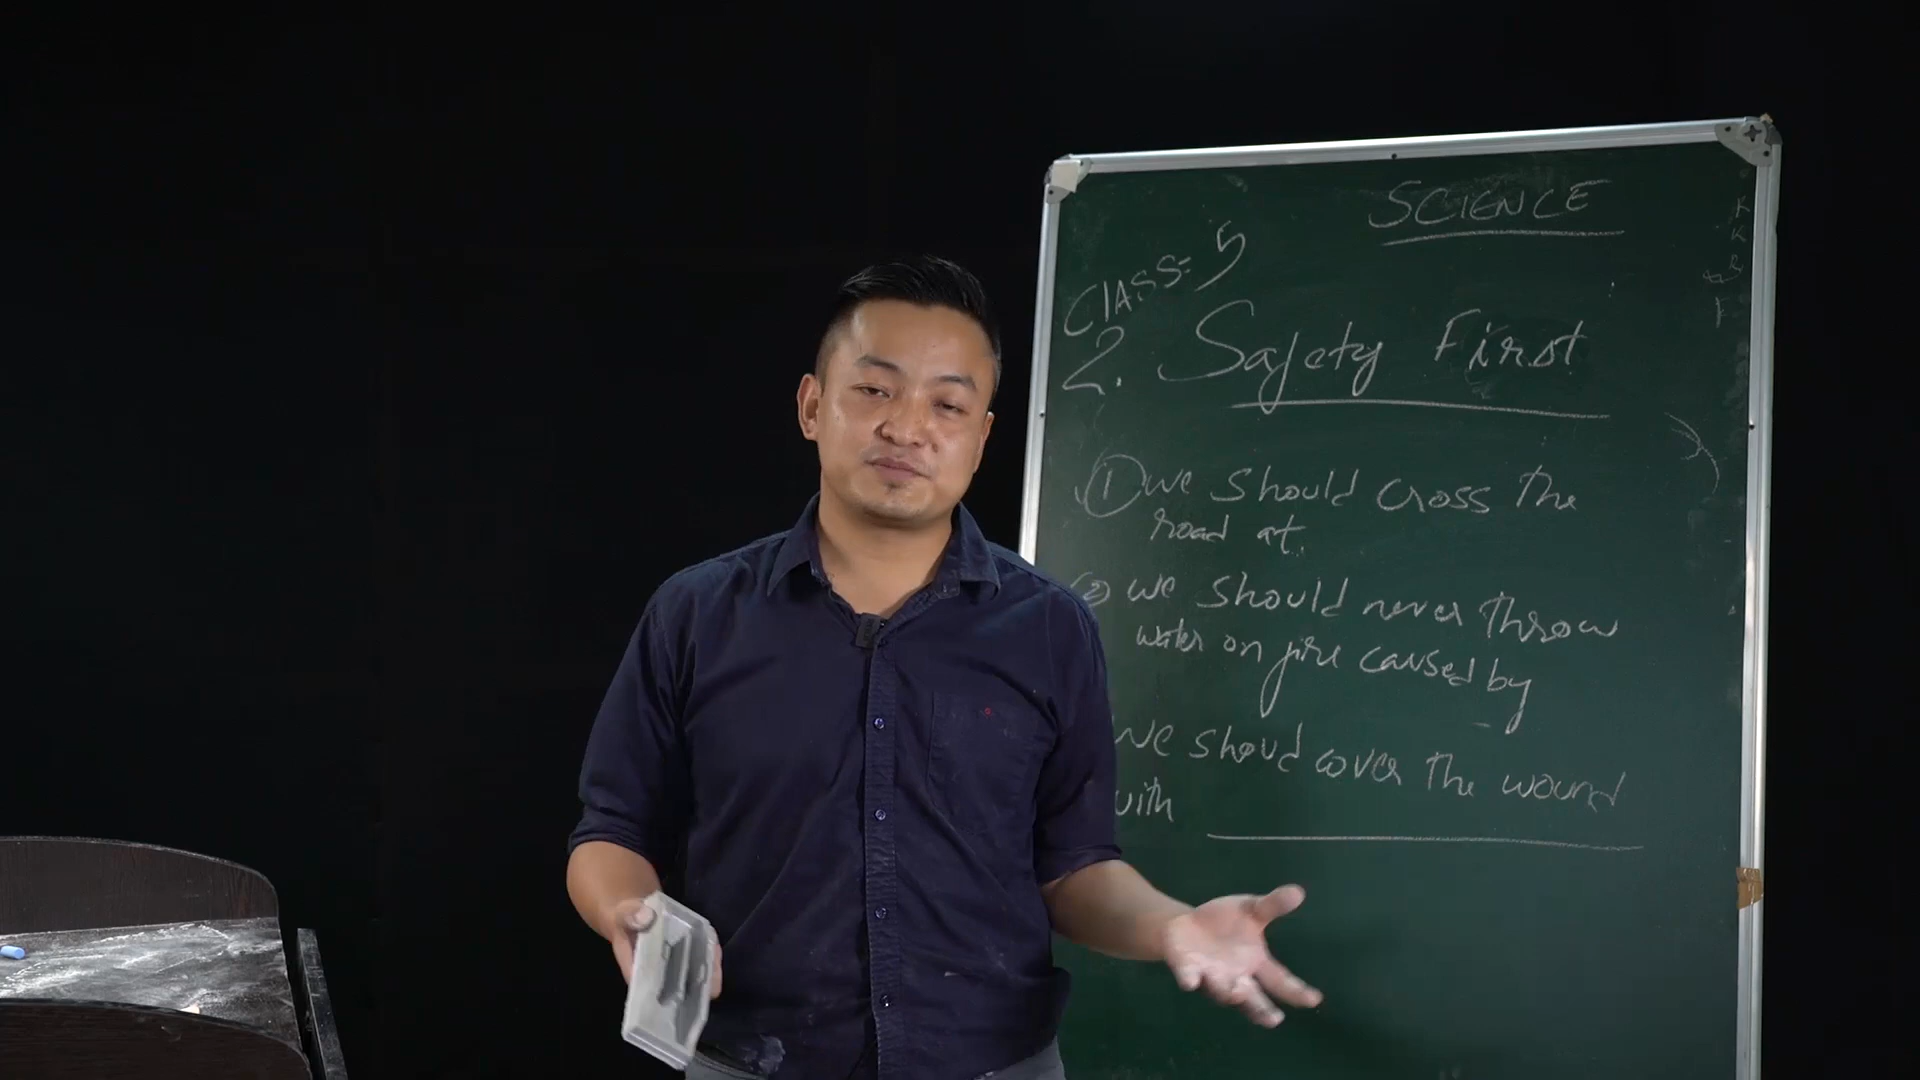 SCIENCE
CLASS: 5
2. Safety First
① we should cross the
road at.
② we should never throw
water on fire caused by
We shoud cover the wound
with